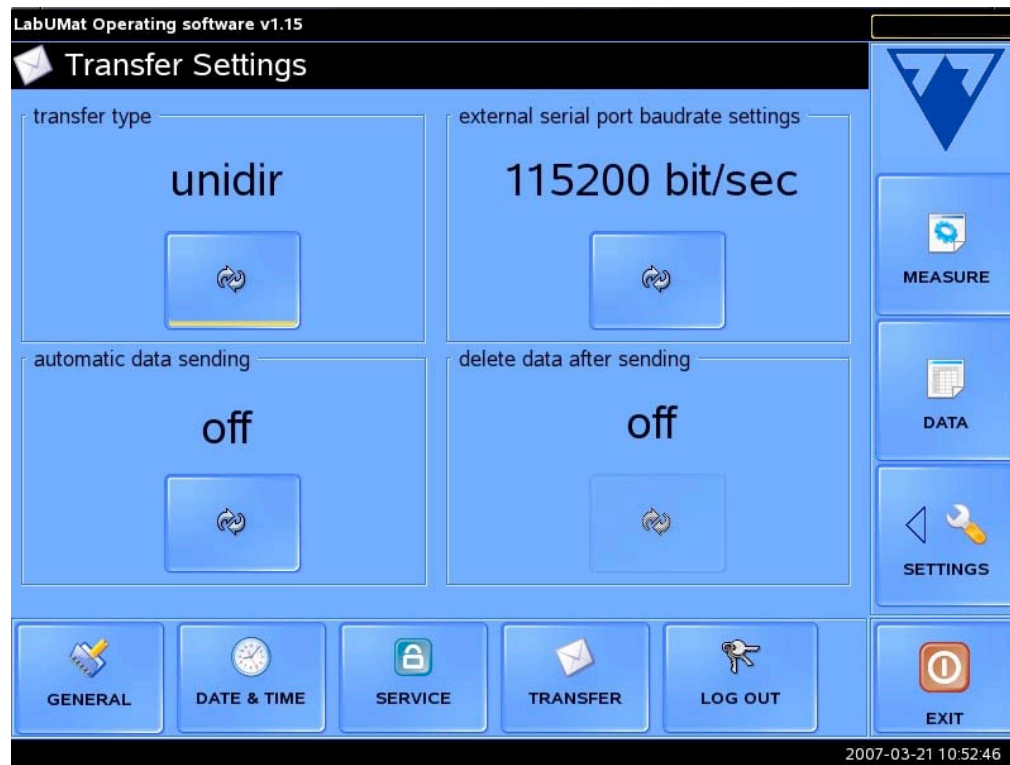 LabUMat Operating software v1.15
Transfer Settings
transfer type
unidir
external serial port baudrate settings
115200 bit/sec
automatic data sending
off
delete data after sending
off
MEASURE
DATA
SETTINGS
GENERAL
DATE & TIME
SERVICE
TRANSFER
LOG OUT
EXIT
2007-03-21 10:52:46